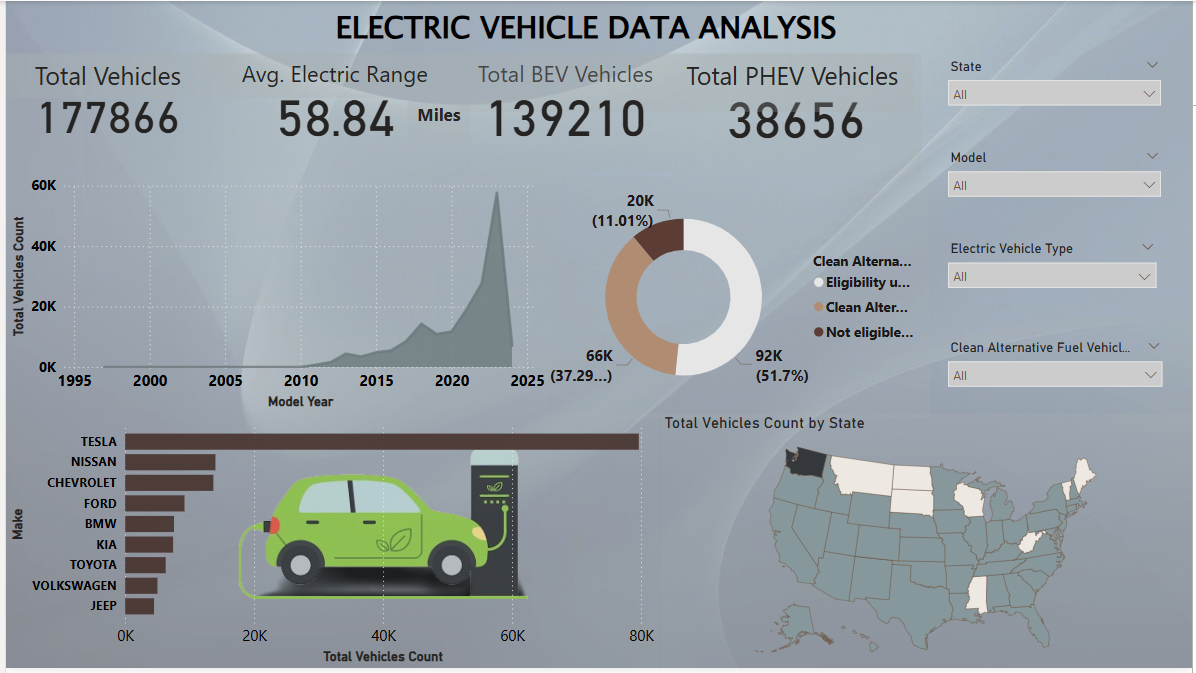 ELECTRIC VEHICLE DATA ANALYSIS
Total Vehicles
177866
Avg. Electric Range
58.84 Miles
Total BEV Vehicles
139210
Total PHEV Vehicles
38656
State
All
Model
All
Electric Vehicle Type
All
Clean Alternative Fuel Vehicl...
All
Total Vehicles Count
60K
40K
20K
0K
1995 2000 2005 2010 2015 2020 2025
Model Year
20K
(11.01%)
66K
(37.29...)
92K
(51.7%)
Clean Alterna...
Eligibility u...
Clean Alter...
Not eligible...
Make
TESLA
NISSAN
CHEVROLET
FORD
BMW
KIA
TOYOTA
VOLKSWAGEN
JEEP
0K 20K 40K 60K 80K
Total Vehicles Count
Total Vehicles Count by State